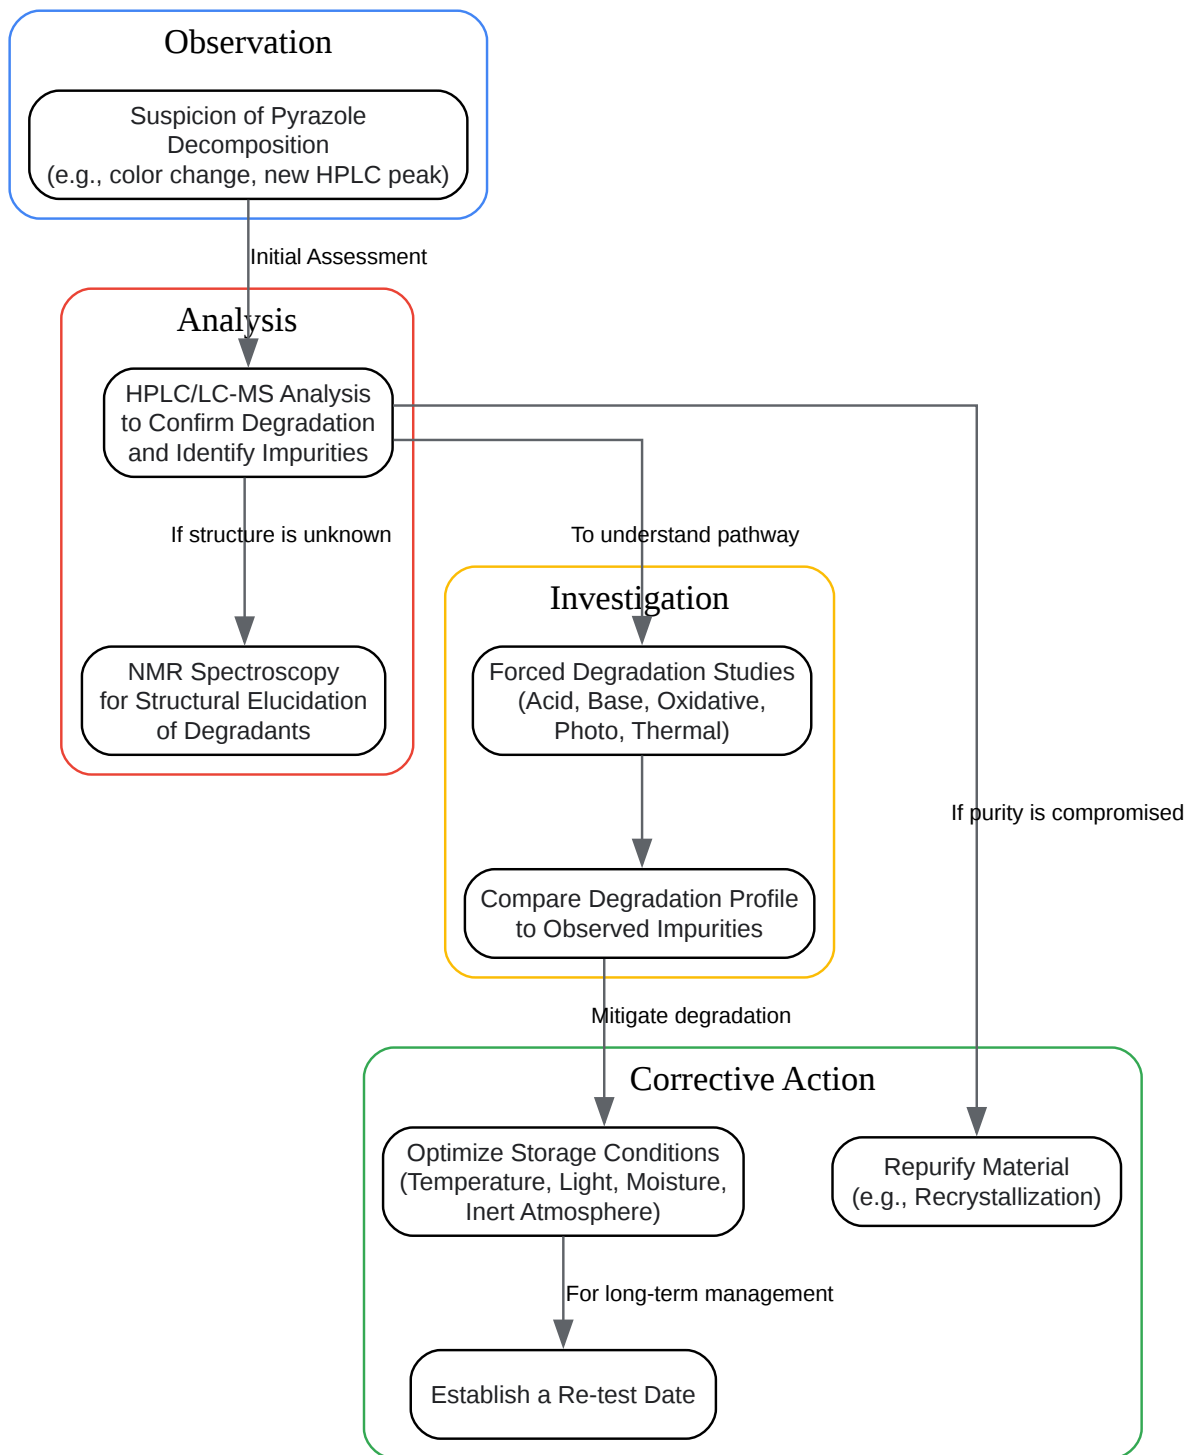 Observation
Suspicion of Pyrazole
Decomposition
(e.g., color change, new HPLC peak)
Initial Assessment
Analysis
HPLC/LC-MS Analysis
to Confirm Degradation
and Identify Impurities
If structure is unknown
To understand pathway
Investigation
NMR Spectroscopy
for Structural Elucidation
of Degradants
Forced Degradation Studies
(Acid, Base, Oxidative,
Photo, Thermal)
If purity is compromised
Compare Degradation Profile
to Observed Impurities
Mitigate degradation
Corrective Action
Optimize Storage Conditions
(Temperature, Light, Moisture,
Inert Atmosphere)
Repurify Material
(e.g., Recrystallization)
For long-term management
Establish a Re-test Date